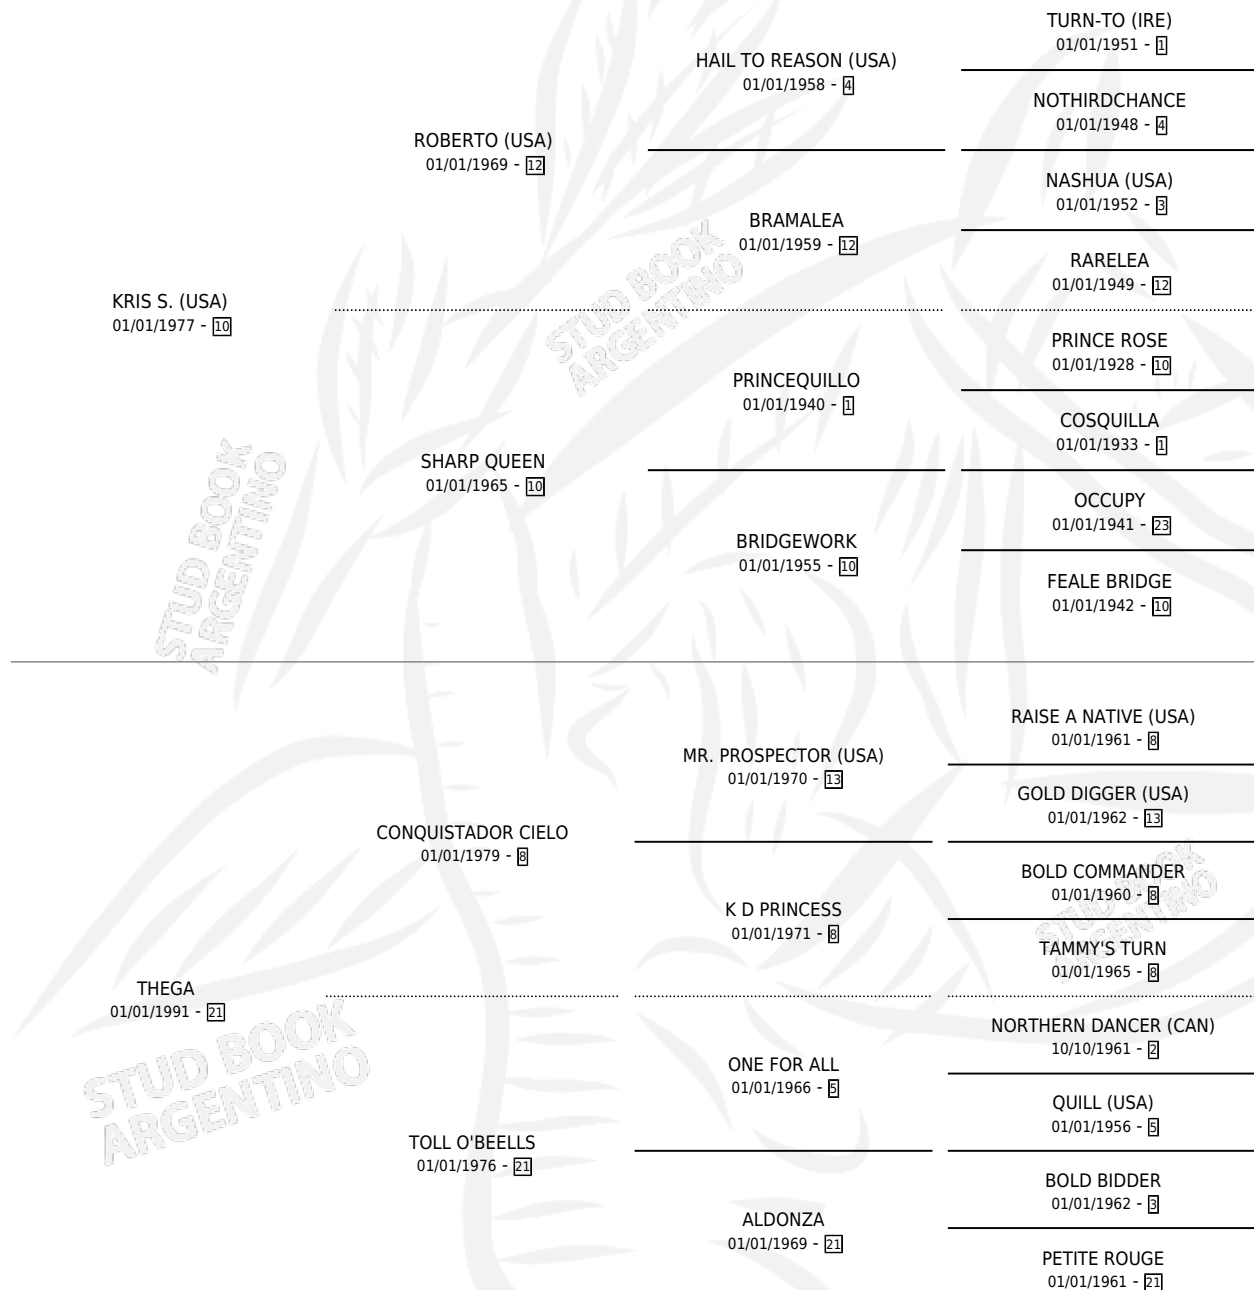 TURN-TO (IRE)
01/01/1951 - 1
HAIL TO REASON (USA)
01/01/1958 - 4
NOTHIRDCHANCE
01/01/1948 - 4
ROBERTO (USA)
01/01/1969 - 12
NASHUA (USA)
01/01/1952 - 3
BRAMALEA
01/01/1959 - 12
RARELEA
01/01/1949 - 12
KRIS S. (USA)
01/01/1977 - 10
STUD BOOK
ARGENTINO
PRINCE ROSE
01/01/1928 - 10
PRINCEQUILLO
01/01/1940 - 1
COSQUILLA
01/01/1933 - 1
SHARP QUEEN
01/01/1965 - 10
OCCUPY
01/01/1941 - 23
BRIDGEWORK
01/01/1955 - 10
FEALE BRIDGE
01/01/1942 - 10
STUD BOOK
ARGENTINO
RAISE A NATIVE (USA)
01/01/1961 - 8
MR. PROSPECTOR (USA)
01/01/1970 - 13
GOLD DIGGER (USA)
01/01/1962 - 13
CONQUISTADOR CIELO
01/01/1979 - 8
BOLD COMMANDER
01/01/1960 - 8
K D PRINCESS
01/01/1971 - 8
STUD BOOK
ARGENTINO
TAMMY'S TURN
01/01/1965 - 8
THEGA
01/01/1991 - 21
NORTHERN DANCER (CAN)
10/10/1961 - 2
ONE FOR ALL
01/01/1966 - 5
QUILL (USA)
01/01/1956 - 5
STUD BOOK
ARGENTINO
TOLL O'BEELLS
01/01/1976 - 21
BOLD BIDDER
01/01/1962 - 3
ALDONZA
01/01/1969 - 21
PETITE ROUGE
01/01/1961 - 21